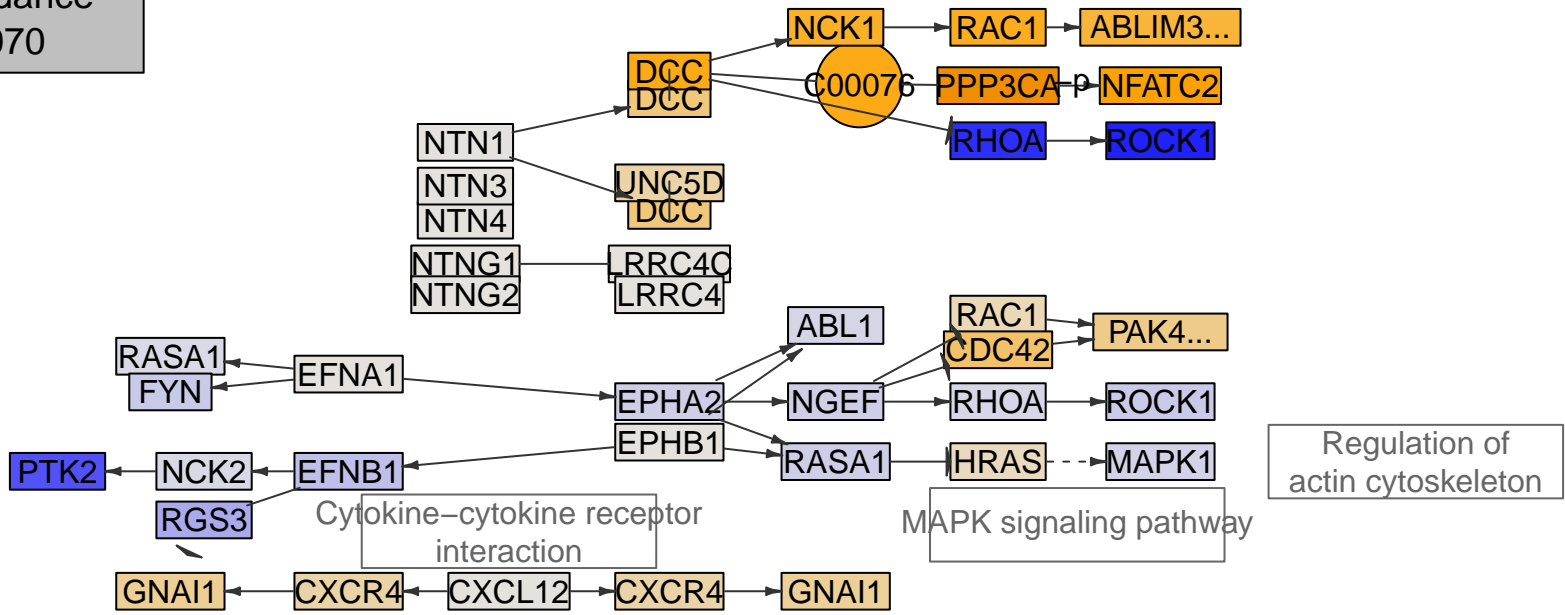 070
NCK1
RAC1
ABLIM3...
DCC
C00076
PPP3CA
–p
NFATC2
DCC
NTN1
RHOA
ROCK1
NTN3
UNC5D
NTN4
DCC
NTNG1
LRRC4C
NTNG2
LRRC4
RAC1
ABL1
PAK4...
RASA1
CDC42
EFNA1
FYN
EPHA2
NGEF
RHOA
ROCK1
EPHB1
Regulation of
actin cytoskeleton
PTK2
NCK2
EFNB1
RASA1
HRAS
MAPK1
RGS3
Cytokine–cytokine receptor
interaction
MAPK signaling pathway
GNAI1
CXCR4
CXCL12
CXCR4
GNAI1